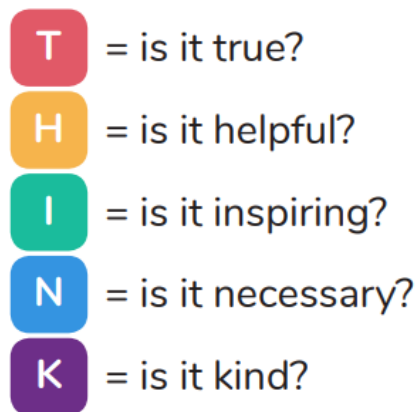 T = is it true?
H = is it helpful?
I = is it inspiring?
N = is it necessary?
K = is it kind?